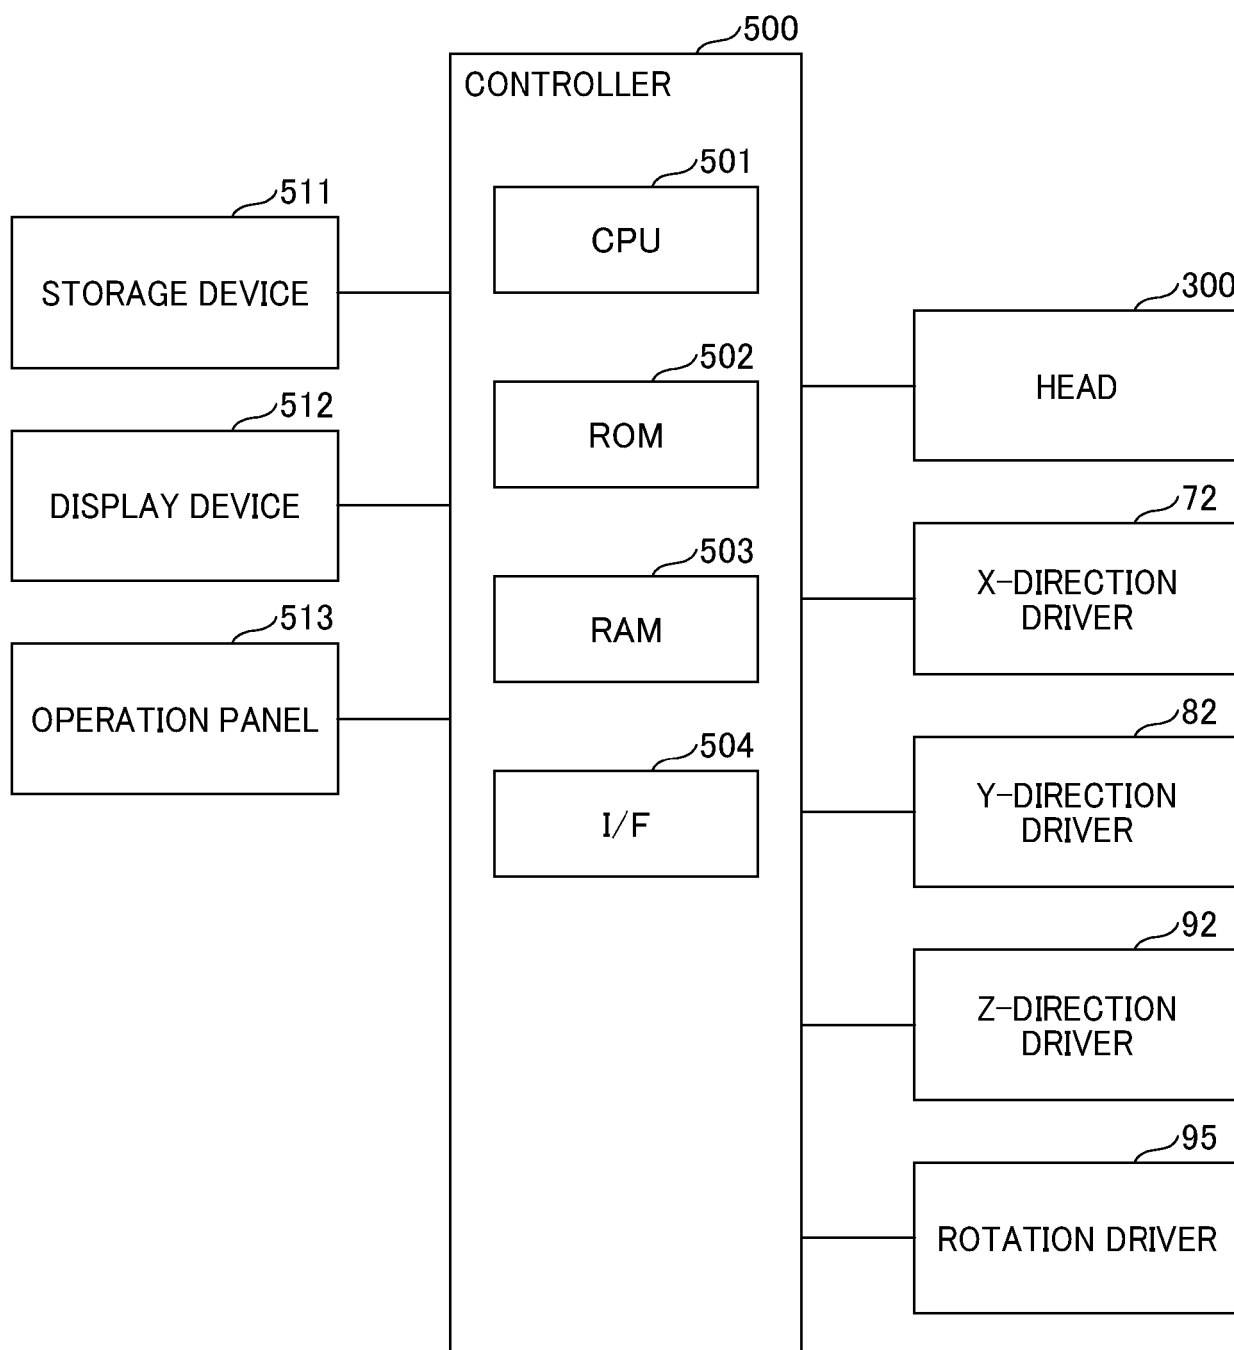 500
CONTROLLER
501
CPU
502
ROM
503
RAM
504
I/F
511
STORAGE DEVICE
512
DISPLAY DEVICE
513
OPERATION PANEL
300
HEAD
72
X-DIRECTION
DRIVER
82
Y-DIRECTION
DRIVER
92
Z-DIRECTION
DRIVER
95
ROTATION DRIVER